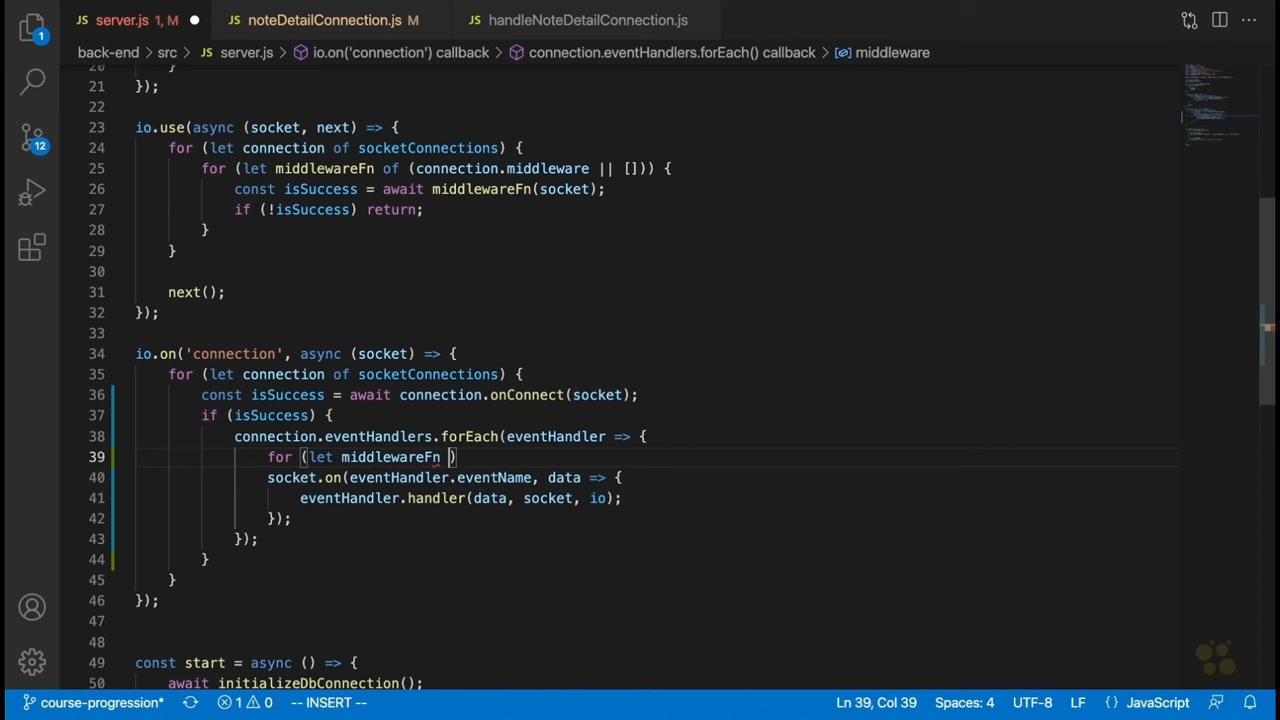 JS server.js 1, M
JS noteDetailConnection.js M
JS handleNoteDetailConnection.js
back-end > src > JS server.js > io.on('connection') callback > connection.eventHandlers.forEach() callback > middleware
20 }
21 });
22
23 io.use(async (socket, next) => {
24 for (let connection of socketConnections) {
25 for (let middlewareFn of (connection.middleware || [])) {
26 const isSuccess = await middlewareFn(socket);
27 if (!isSuccess) return;
28 }
29 }
30
31 next();
32 });
33
34 io.on('connection', async (socket) => {
35 for (let connection of socketConnections) {
36 const isSuccess = await connection.onConnect(socket);
37 if (isSuccess) {
38 connection.eventHandlers.forEach(eventHandler => {
39 for (let middlewareFn )
40 socket.on(eventHandler.eventName, data => {
41 eventHandler.handler(data, socket, io);
42 });
43 });
44 }
45 }
46 });
47
48
49 const start = async () => {
50 await initializeDbConnection();
1
12
course-progression* 1 0 -- INSERT -- Ln 39, Col 39 Spaces: 4 UTF-8 LF {} JavaScript